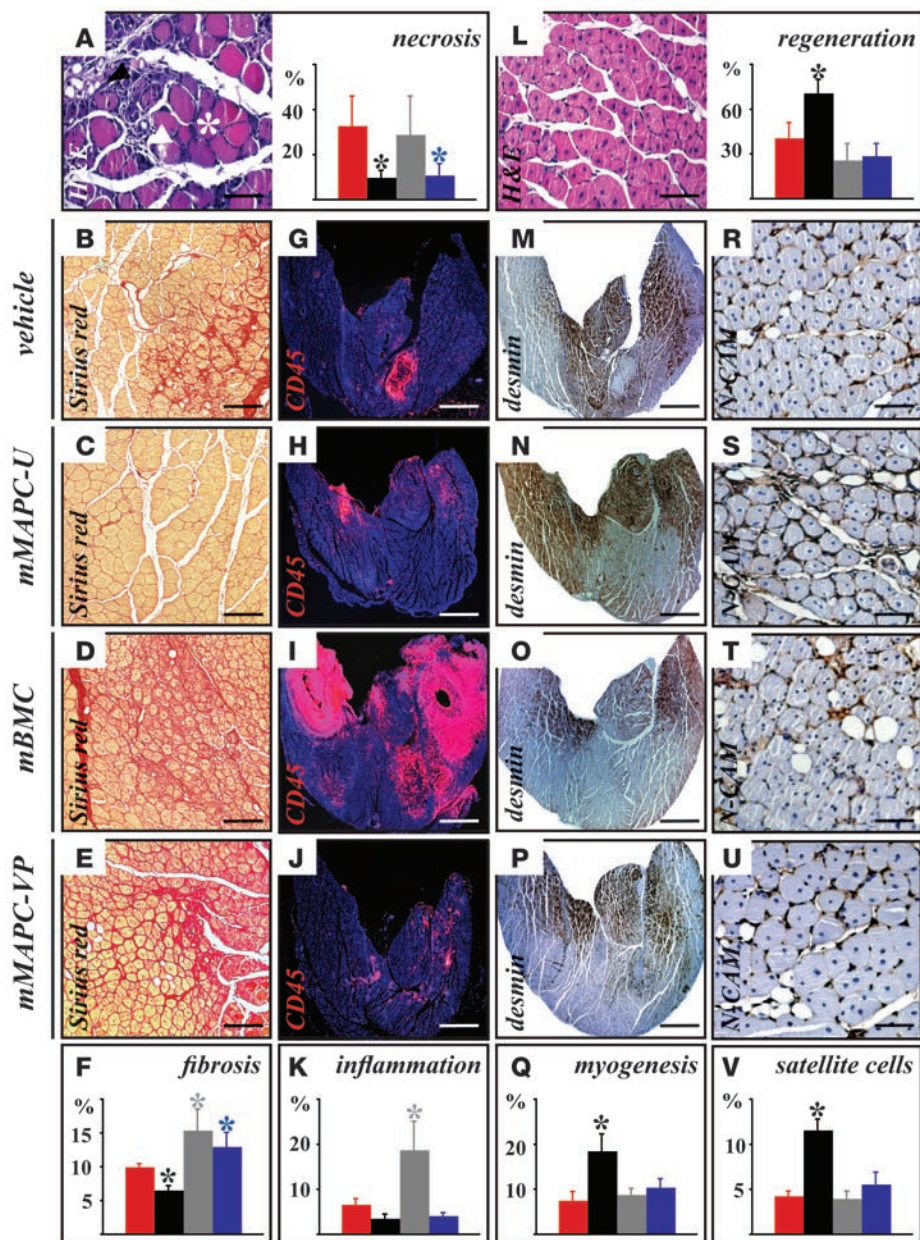 A
H&E
necrosis
%
40
20
*
*
*
L
H&E
regeneration
%
60
30
*
vehicle
B
Sirius red
G
CD45
M
desmin
R
N-CAM
mMAPC-U
C
Sirius red
H
CD45
N
desmin
S
N-CAM
mBMC
D
Sirius red
I
CD45
O
desmin
T
N-CAM
mMAPC-VP
E
Sirius red
J
CD45
P
desmin
U
N-CAM
F
fibrosis
%
15
10
5
*
*
*
K
inflammation
%
20
10
*
Q
myogenesis
%
20
10
*
V
satellite cells
%
10
5
*